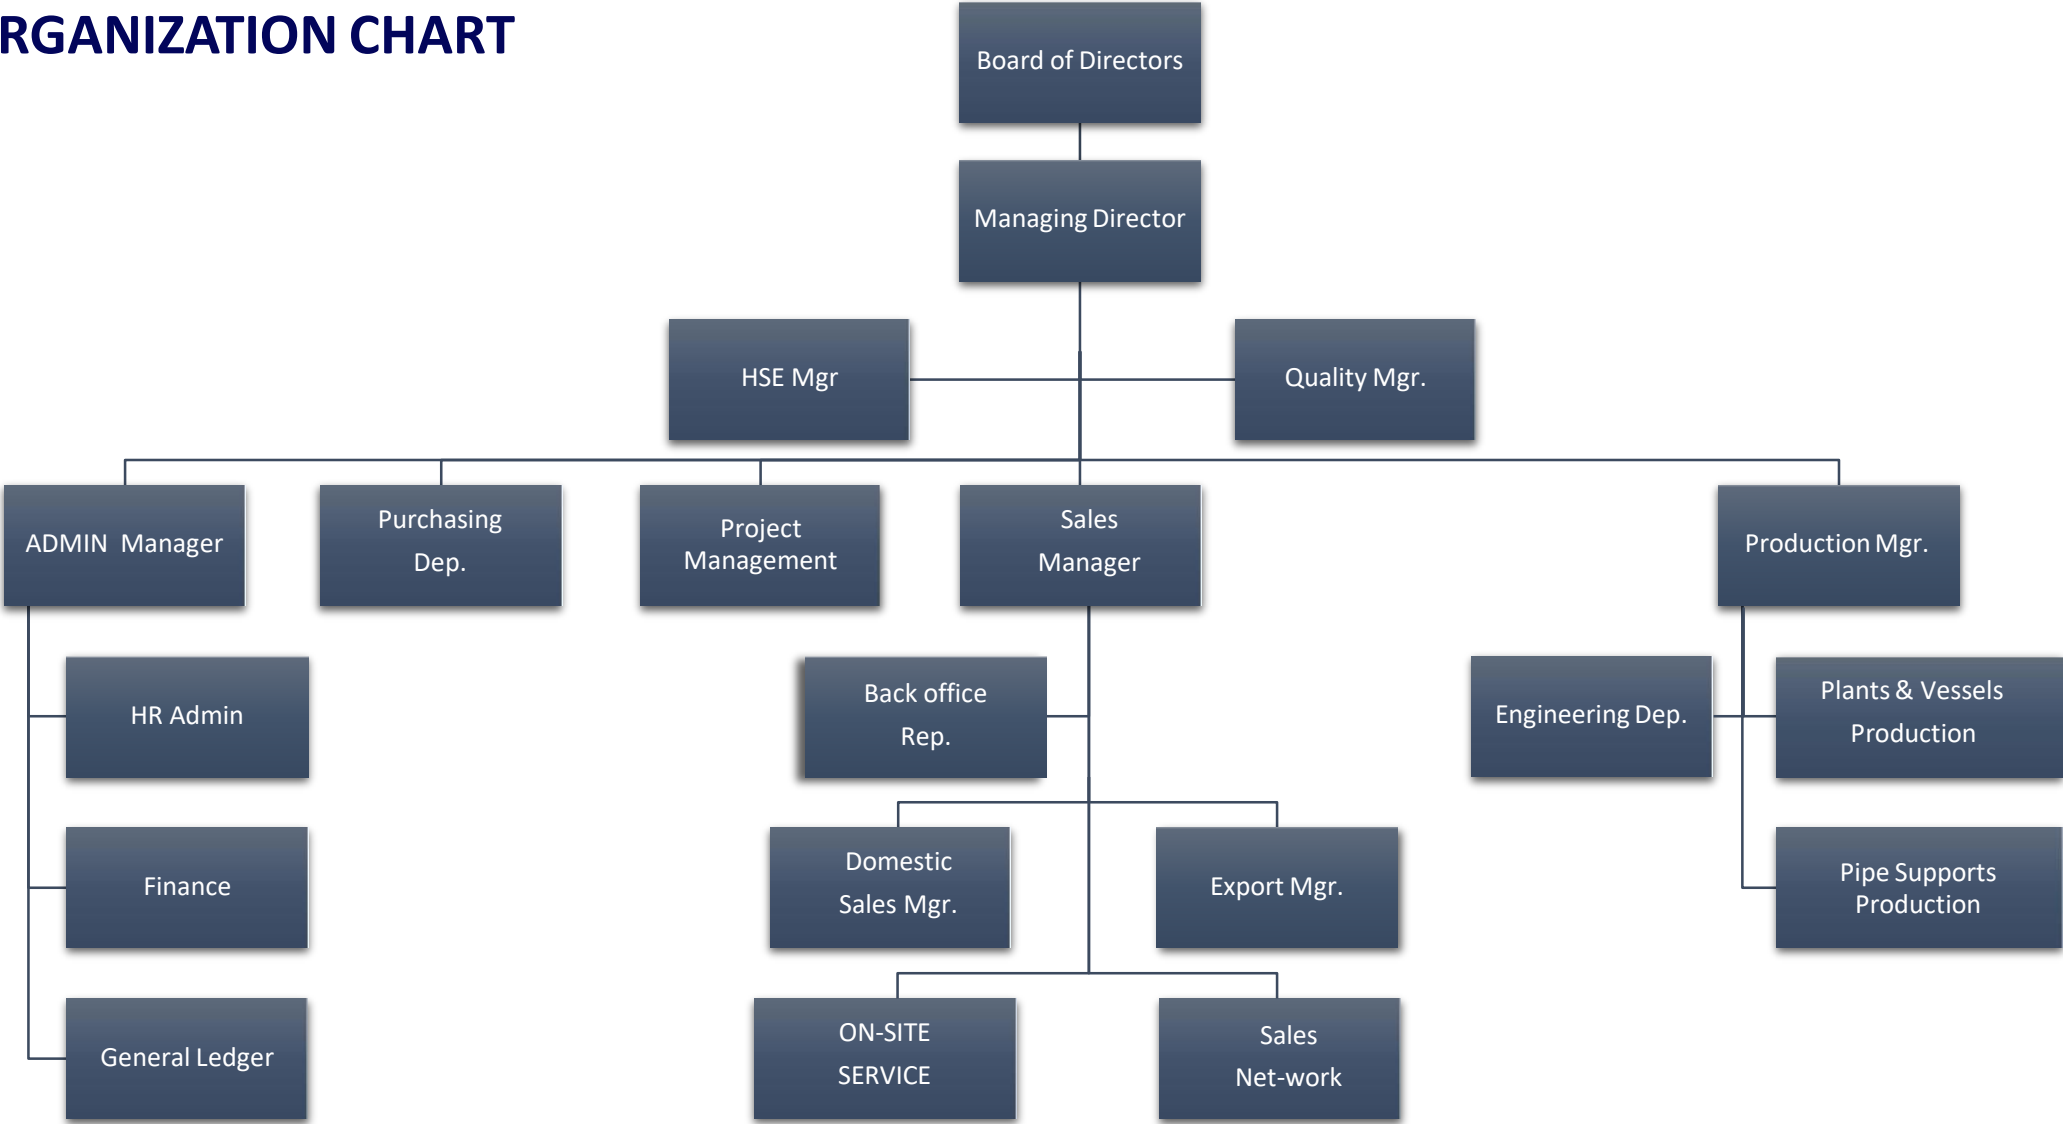 RGANIZATION CHART
Board of Directors
Managing Director
HSE Mgr
Quality Mgr.
ADMIN Manager
Purchasing
Dep.
Project
Management
Sales
Manager
Production Mgr.
HR Admin
Back office
Rep.
Engineering Dep.
Plants & Vessels
Production
Finance
Domestic
Sales Mgr.
Export Mgr.
Pipe Supports
Production
General Ledger
ON-SITE
SERVICE
Sales
Net-work